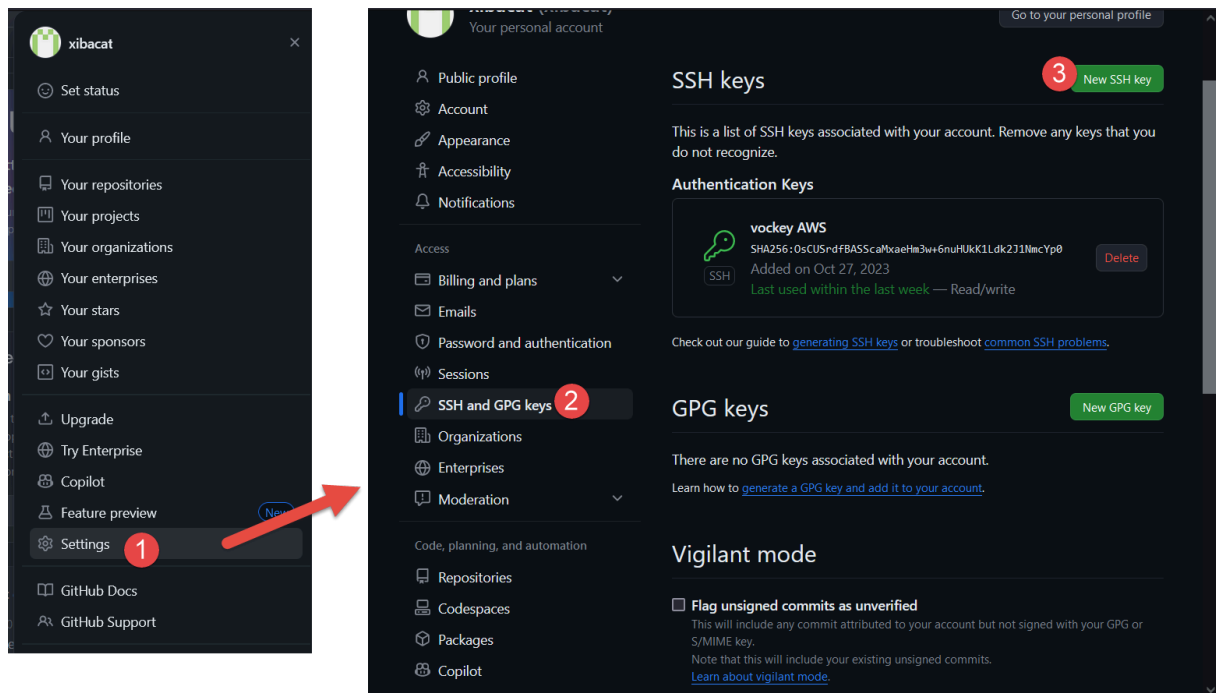 xibacat
×
Set status
Your profile
Your repositories
Your projects
Your organizations
Your enterprises
Your stars
Your sponsors
Your gists
Upgrade
Try Enterprise
Copilot
Feature preview
New
Settings
1
GitHub Docs
GitHub Support
Your personal account
Go to your personal profile
Public profile
Account
Appearance
Accessibility
Notifications
Access
Billing and plans
Emails
Password and authentication
Sessions
SSH and GPG keys
2
Organizations
Enterprises
Moderation
Code, planning, and automation
Repositories
Codespaces
Packages
Copilot
SSH keys
3
New SSH key
This is a list of SSH keys associated with your account. Remove any keys that you
do not recognize.
Authentication Keys
vockey AWS
SHA256:OsCUSrdfBASScaMxaeHm3w+6nuHUkK1Ldk2J1NmcYp0
SSH
Added on Oct 27, 2023
Last used within the last week — Read/write
Delete
Check out our guide to generating SSH keys or troubleshoot common SSH problems.
GPG keys
New GPG key
There are no GPG keys associated with your account.
Learn how to generate a GPG key and add it to your account.
Vigilant mode
Flag unsigned commits as unverified
This will include any commit attributed to your account but not signed with your GPG or
S/MIME key.
Note that this will include your existing unsigned commits.
Learn about vigilant mode.